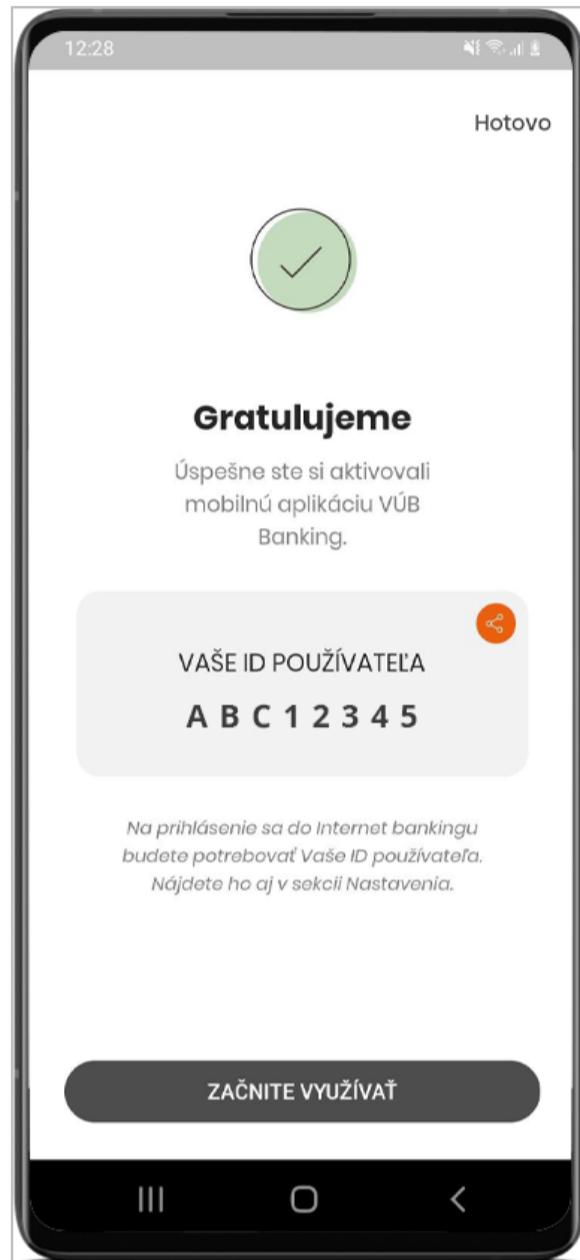 12:28
Hotovo
Gratulujeme
Úspešne ste si aktivovali
mobilnú aplikáciu VÚB
Banking.
VAŠE ID POUŽÍVATEĽA
A B C 1 2 3 4 5
Na prihlásenie sa do Internet bankingu
budete potrebovať Vaše ID používateľa.
Nájdete ho aj v sekcii Nastavenia.
ZAČNITE VYUŽÍVAŤ